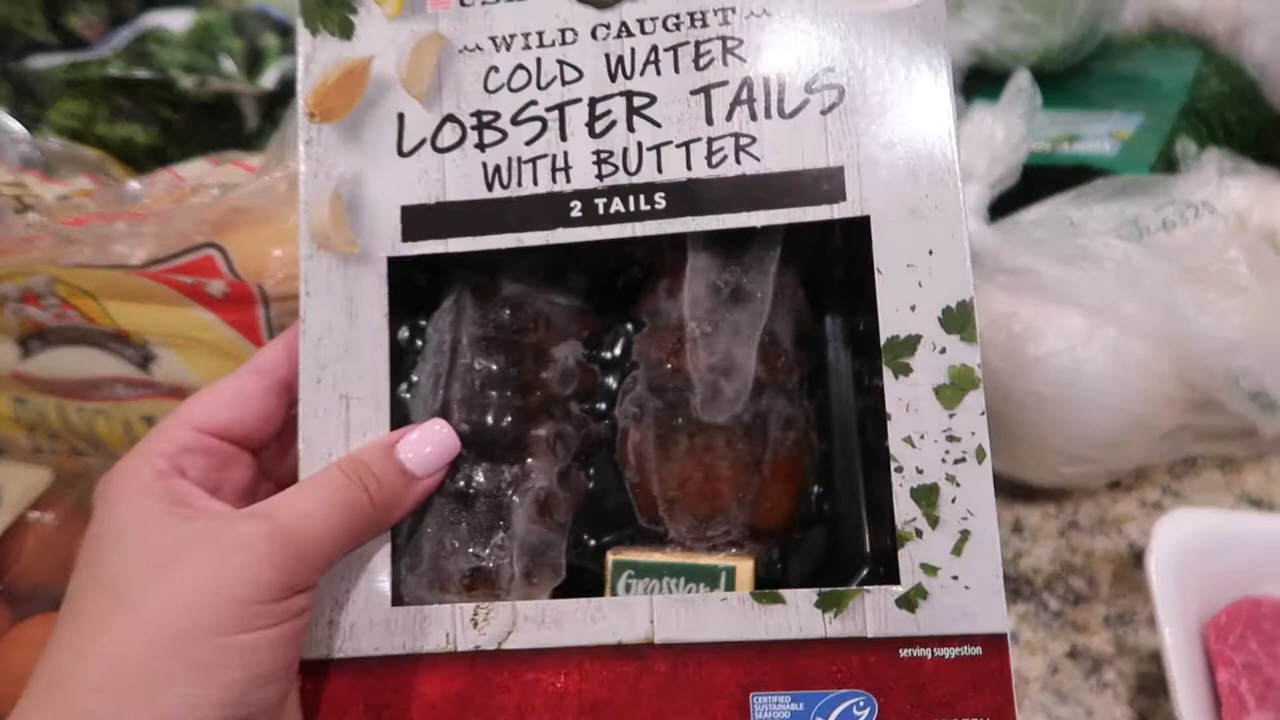 WILD CAUGHT
COLD WATER
LOBSTER TAILS
WITH BUTTER
2 TAILS
Grassland
serving suggestion
CERTIFIED
SUSTAINABLE
SEAFOOD